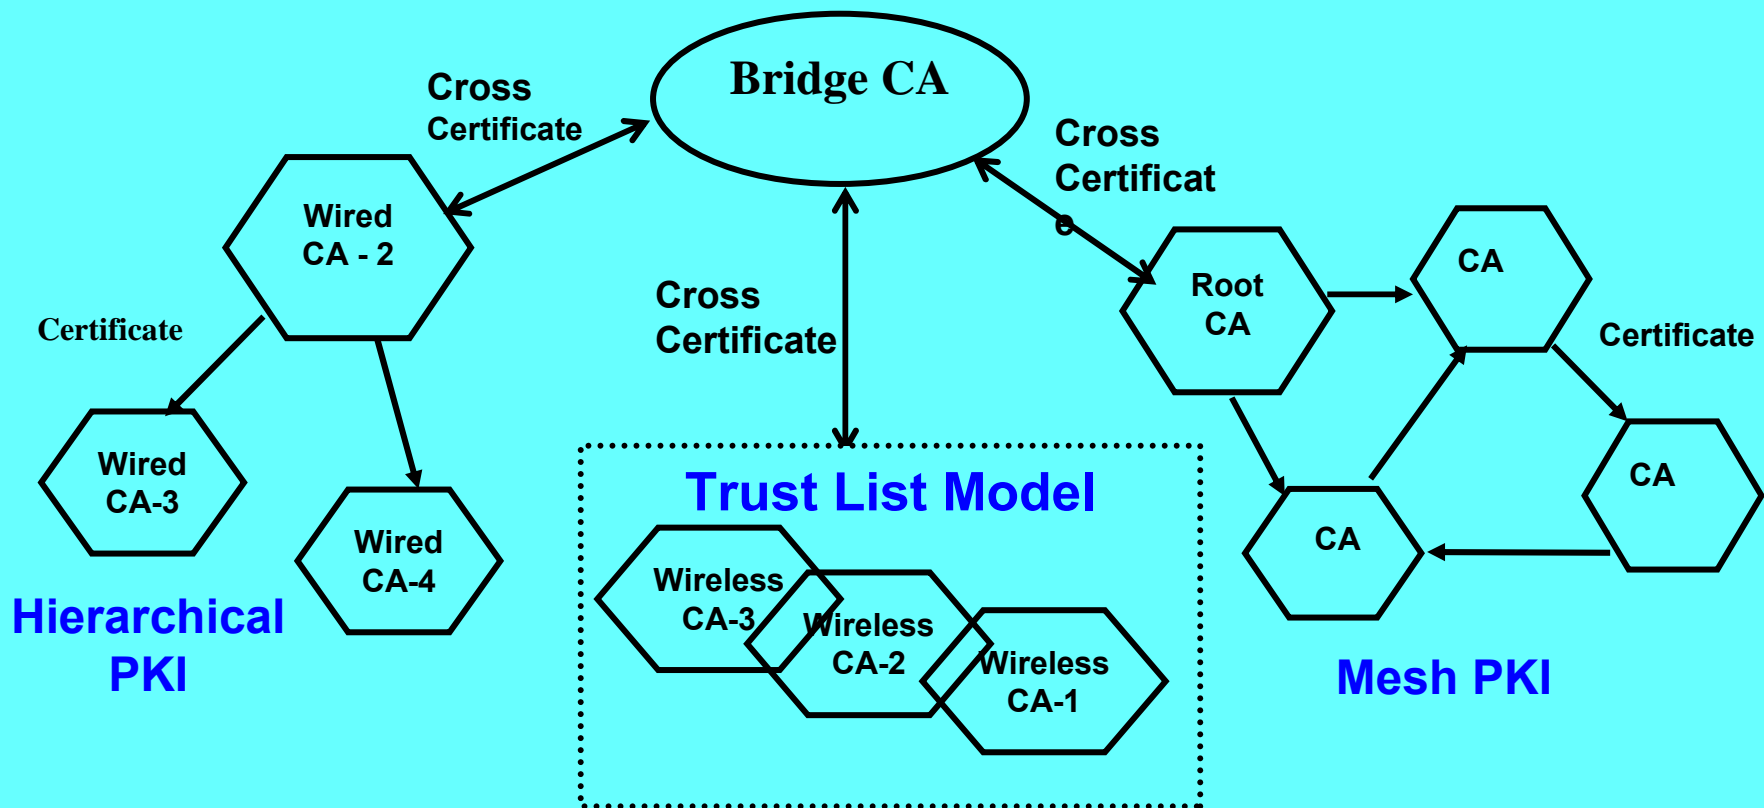 Bridge CA
Cross
Certificate
Cross
Certificat
e
Cross
Certificate
Wired
CA - 2
Certificate
Wired
CA-3
Wired
CA-4
Hierarchical
PKI
Trust List Model
Wireless
CA-3
Wireless
CA-2
Wireless
CA-1
Root
CA
CA
Certificate
CA
CA
Mesh PKI